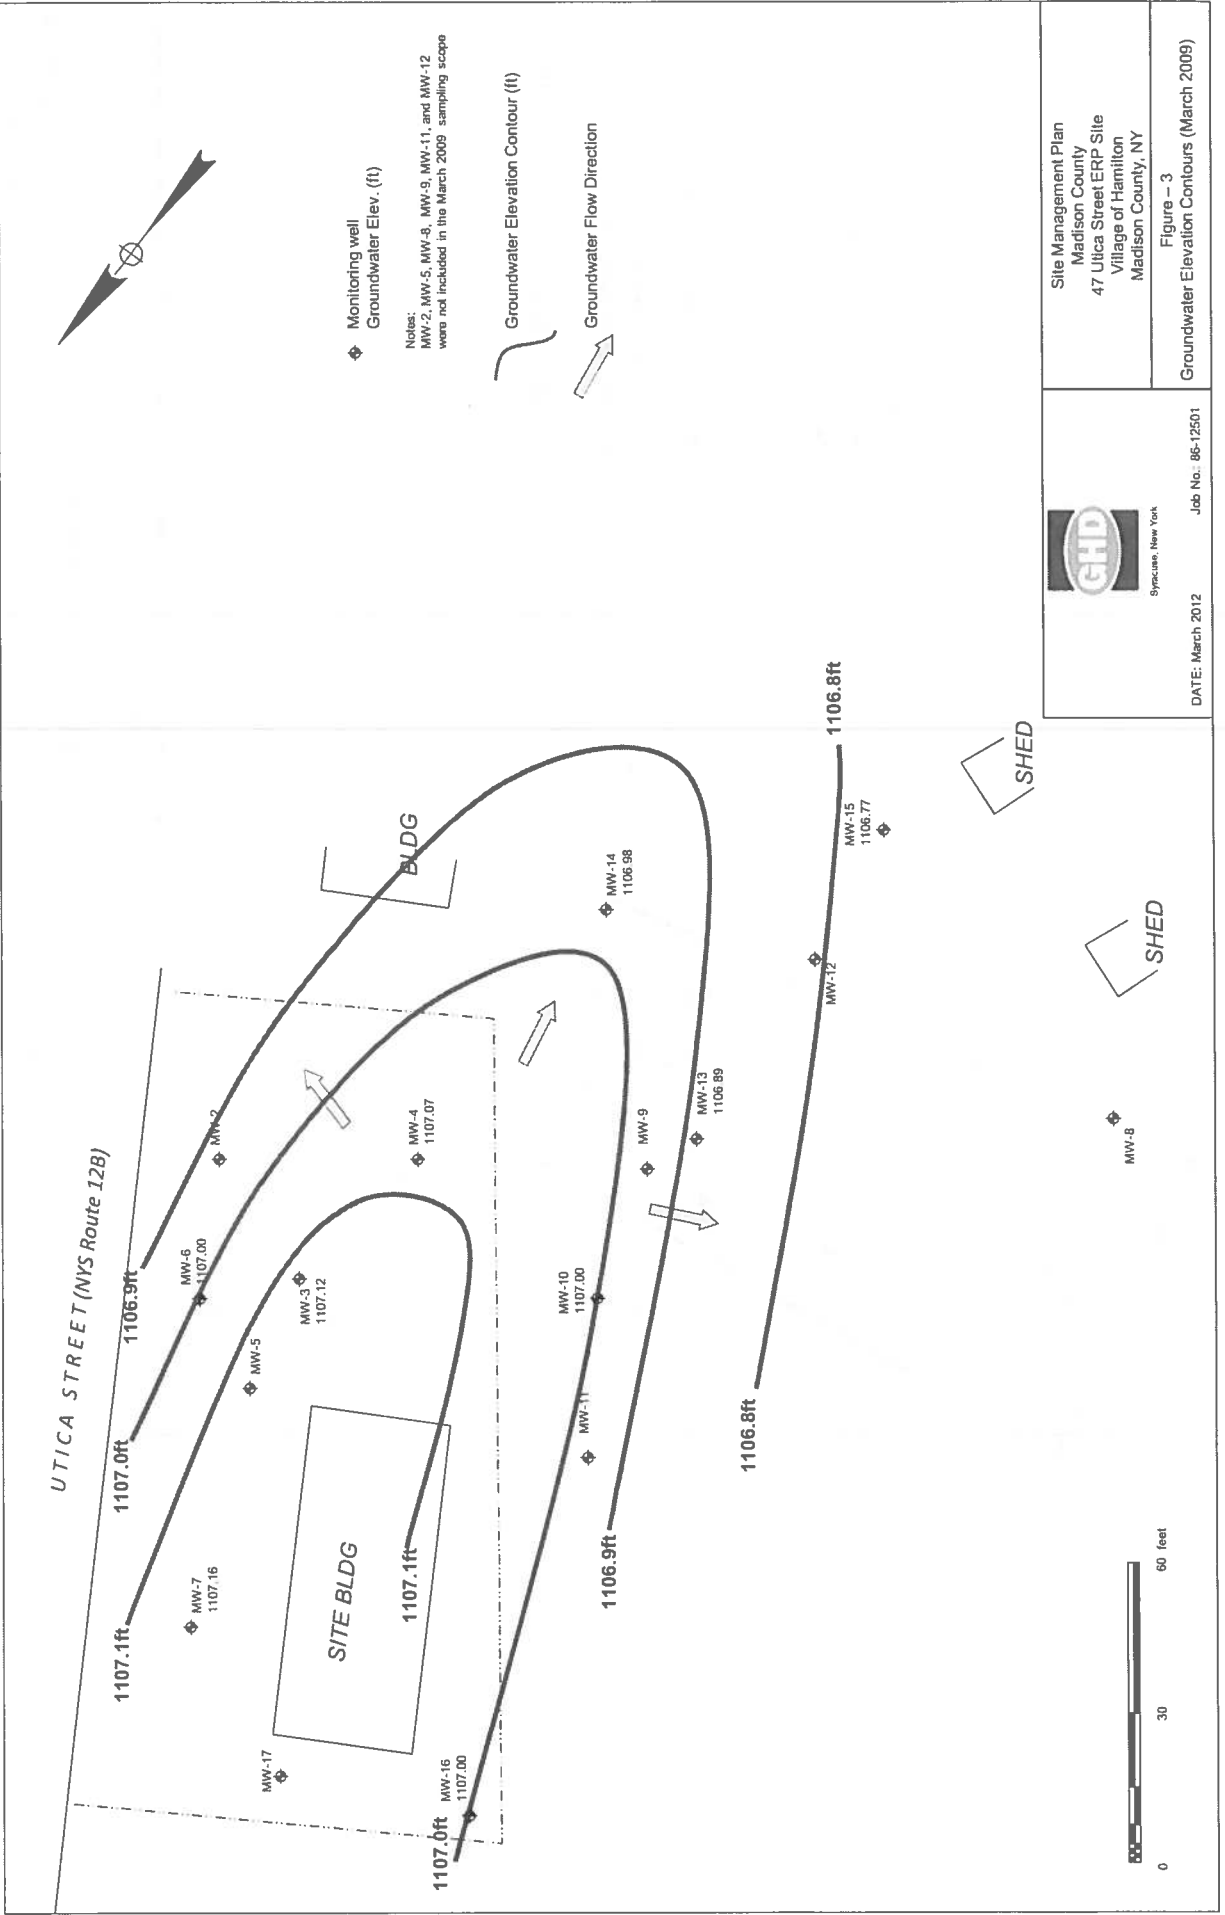 UTICA STREET (NYS Route 12B)
1106.9ft
1107.0ft
1107.1ft
MW-2
MW-6
1107.00
MW-5
MW-3
1107.12
MW-4
1107.07
MW-7
1107.16
MW-17
SITE BLDG
1107.1ft
BLDG
MW-14
1106.98
MW-9
MW-13
1106.89
MW-10
1107.00
MW-11
MW-16
1107.00
1107.0ft
1106.9ft
1106.8ft
1106.8ft
MW-12
MW-15
1106.77
MW-8
SHED
SHED
0 30 60 feet
Monitoring well
Groundwater Elev. (ft)
Notes:
MW-2, MW-5, MW-8, MW-9, MW-11, and MW-12
were not included in the March 2009 sampling scope
Groundwater Elevation Contour (ft)
Groundwater Flow Direction
GHD
Syracuse, New York
DATE: March 2012 Job No.: 86-12501
Site Management Plan
Madison County
47 Utica Street ERP Site
Village of Hamilton
Madison County, NY
Figure – 3
Groundwater Elevation Contours (March 2009)